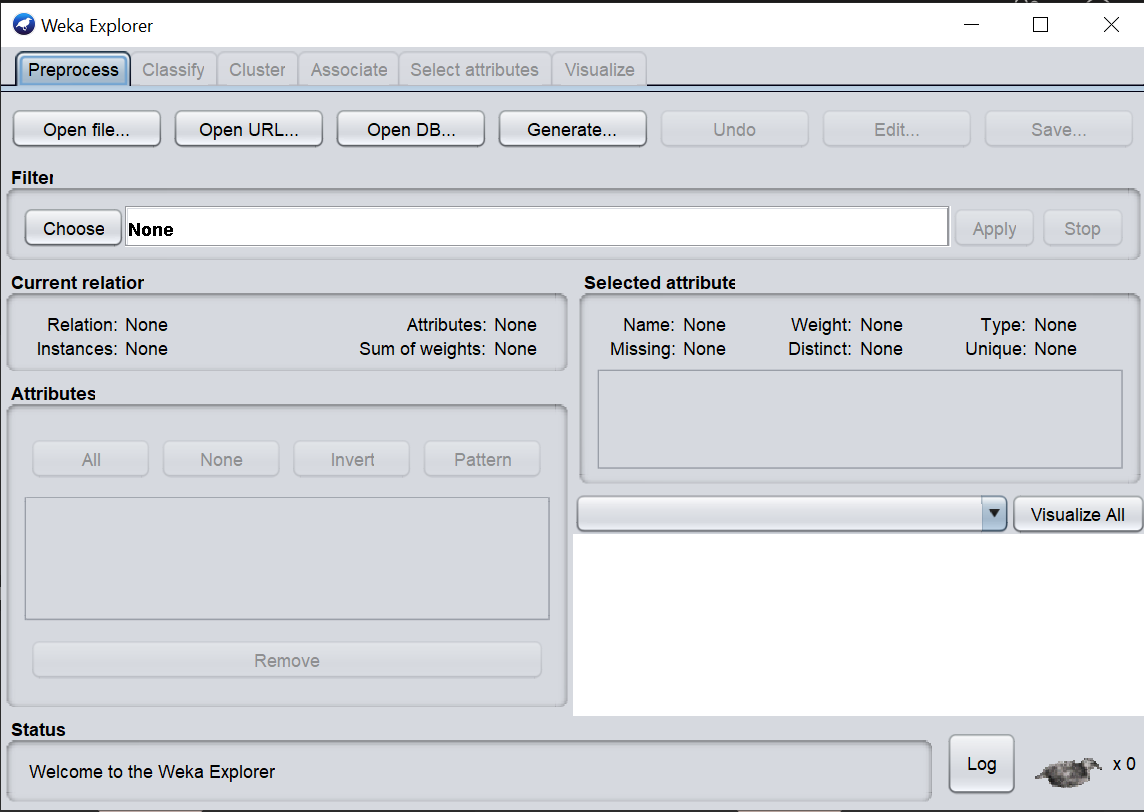 Weka Explorer
Preprocess Classify Cluster Associate Select attributes Visualize
Open file... Open URL... Open DB... Generate... Undo Edit... Save...
Filter
Choose None Apply Stop
Current relation Selected attribute
Relation: None Attributes: None Name: None Weight: None Type: None
Instances: None Sum of weights: None Missing: None Distinct: None Unique: None
Attributes
All None Invert Pattern
Visualize All
Remove
Status
Welcome to the Weka Explorer
Log x 0